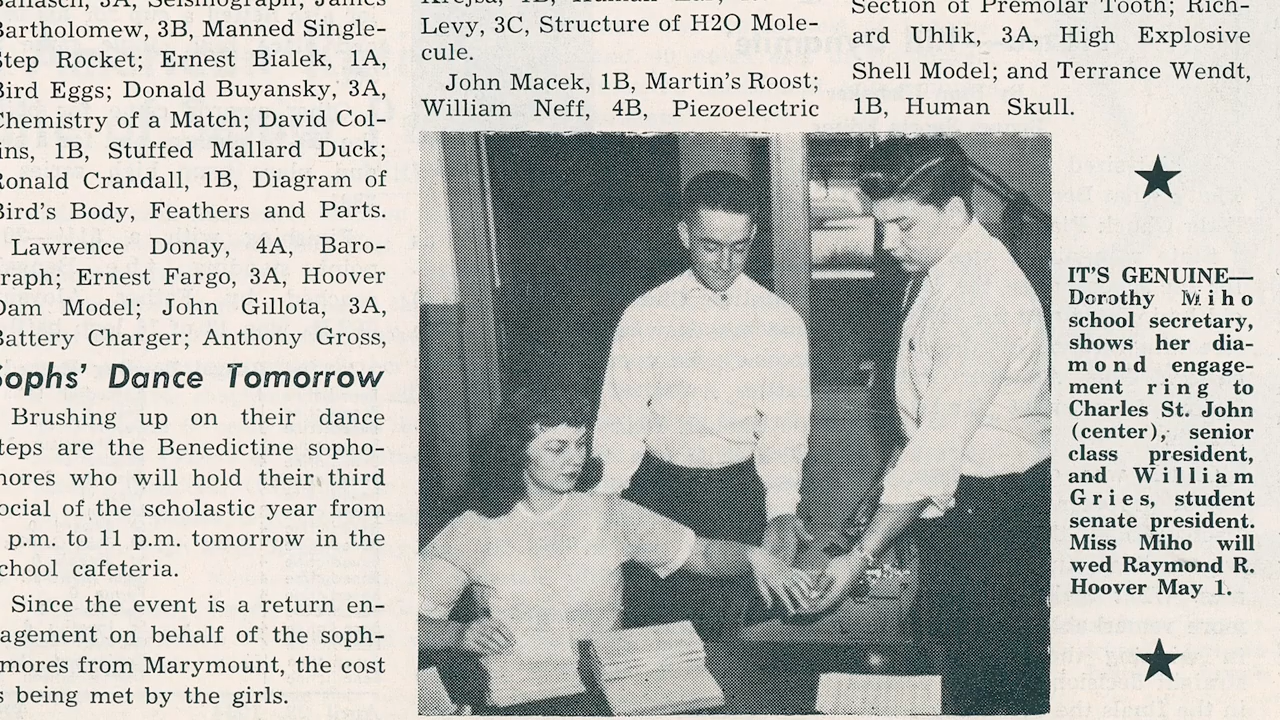 3A, Seismograph; James
Bartholomew, 3B, Manned Single-
Step Rocket; Ernest Bialek, 1A,
Bird Eggs; Donald Buyansky, 3A,
Chemistry of a Match; David Col-
lins, 1B, Stuffed Mallard Duck;
Ronald Crandall, 1B, Diagram of
Bird's Body, Feathers and Parts.
Lawrence Donay, 4A, Baro-
graph; Ernest Fargo, 3A, Hoover
Dam Model; John Gillota, 3A,
Battery Charger; Anthony Gross,
Sophs' Dance Tomorrow
Brushing up on their dance
steps are the Benedictine sopho-
mores who will hold their third
social of the scholastic year from
p.m. to 11 p.m. tomorrow in the
school cafeteria.
Since the event is a return en-
gagement on behalf of the soph-
omores from Marymount, the cost
is being met by the girls.
Levy, 3C, Structure of H2O Mole-
cule.
John Macek, 1B, Martin's Roost;
William Neff, 4B, Piezoelectric
Section of Premolar Tooth; Rich-
ard Uhlik, 3A, High Explosive
Shell Model; and Terrance Wendt,
1B, Human Skull.
IT'S GENUINE—
Dorothy Miho
school secretary,
shows her dia-
mond engage-
ment ring to
Charles St. John
(center), senior
class president,
and William
Gries, student
senate president.
Miss Miho will
wed Raymond R.
Hoover May 1.